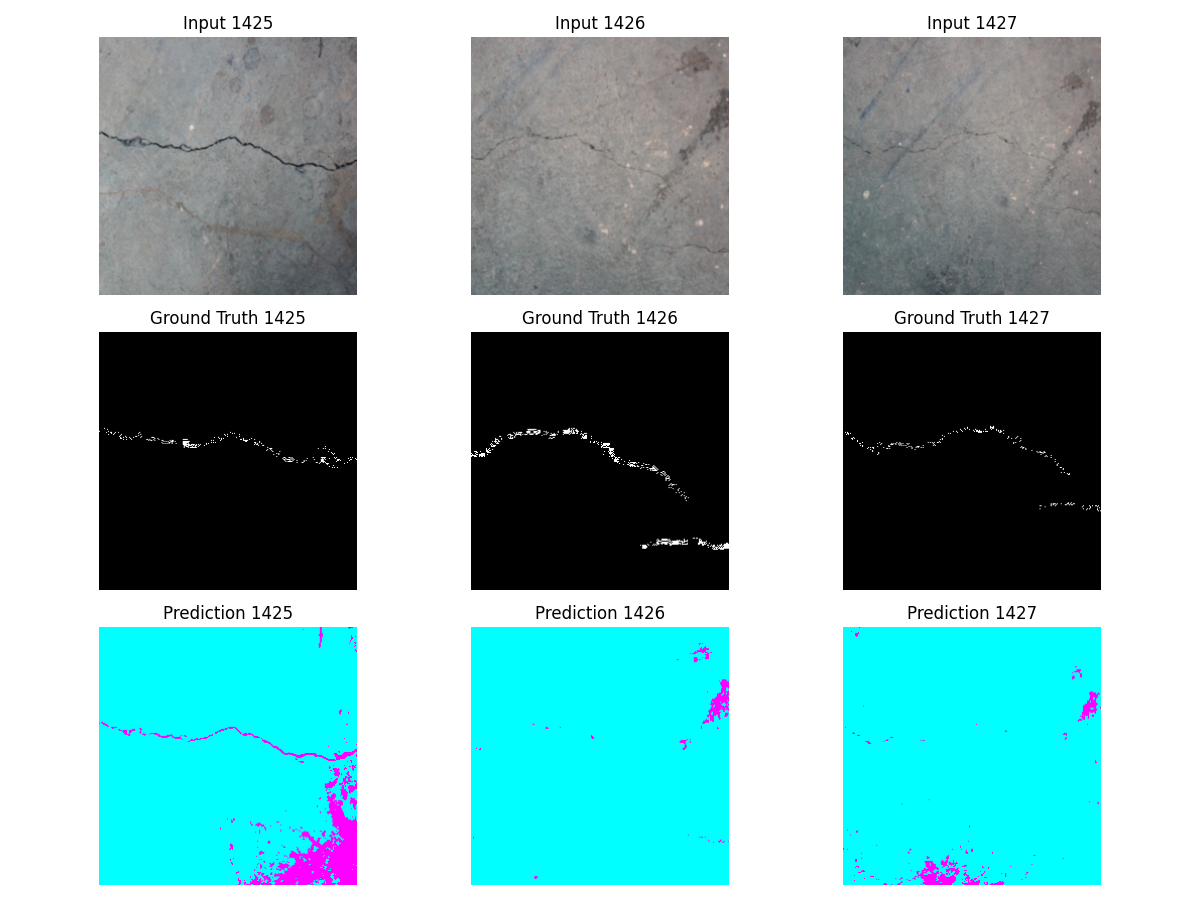 Input 1425
Input 1426
Input 1427
Ground Truth 1425
Ground Truth 1426
Ground Truth 1427
Prediction 1425
Prediction 1426
Prediction 1427